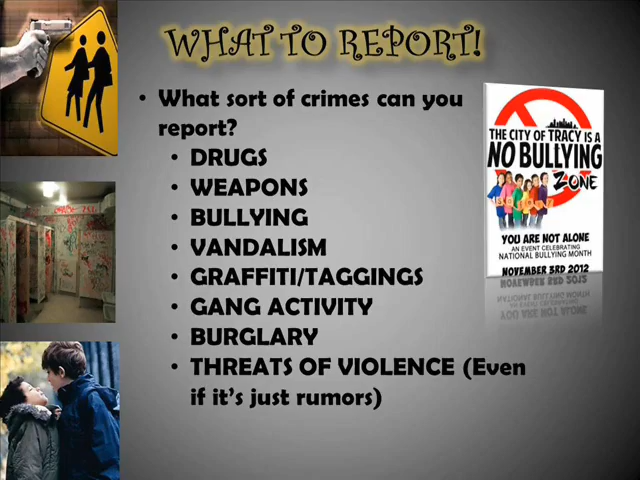 WHAT TO REPORT!
• What sort of crimes can you
report?
• DRUGS
• WEAPONS
• BULLYING
• VANDALISM
• GRAFFITI/TAGGINGS
• GANG ACTIVITY
• BURGLARY
• THREATS OF VIOLENCE (Even
if it's just rumors)
THE CITY OF TRACY IS A
NO BULLYING
ZONE
YOU ARE NOT ALONE
AN EVENT CELEBRATING
NATIONAL BULLYING MONTH
NOVEMBER 3RD 2012